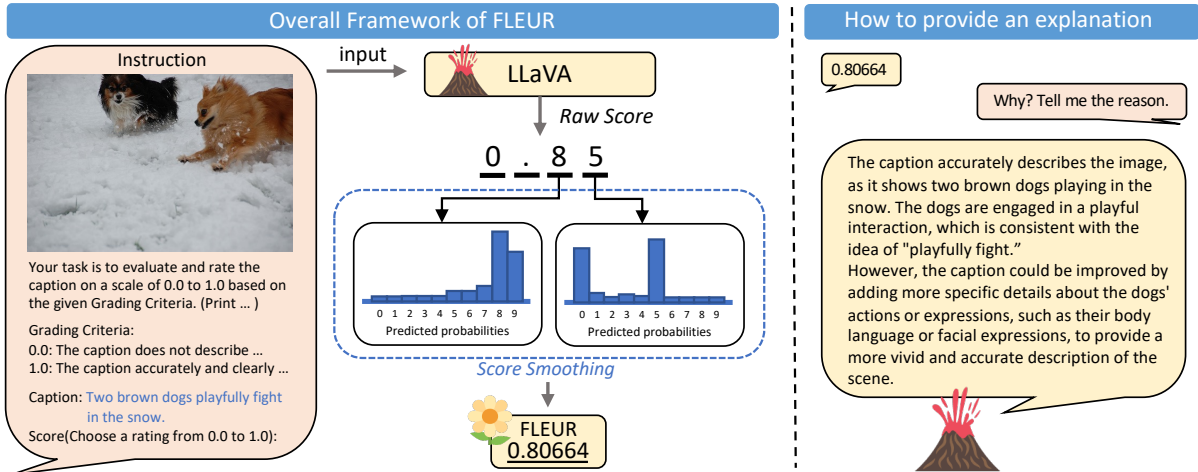 Overall Framework of FLEUR
Instruction
Your task is to evaluate and rate the
caption on a scale of 0.0 to 1.0 based on
the given Grading Criteria. (Print … )
Grading Criteria:
0.0: The caption does not describe …
1.0: The caption accurately and clearly …
Caption: Two brown dogs playfully fight
in the snow.
Score(Choose a rating from 0.0 to 1.0):
input
LLaVA
Raw Score
0 . 8 5
0 1 2 3 4 5 6 7 8 9
Predicted probabilities
0 1 2 3 4 5 6 7 8 9
Predicted probabilities
Score Smoothing
FLEUR
0.80664
How to provide an explanation
0.80664
Why? Tell me the reason.
The caption accurately describes the image,
as it shows two brown dogs playing in the
snow. The dogs are engaged in a playful
interaction, which is consistent with the
idea of "playfully fight.”
However, the caption could be improved by
adding more specific details about the dogs'
actions or expressions, such as their body
language or facial expressions, to provide a
more vivid and accurate description of the
scene.